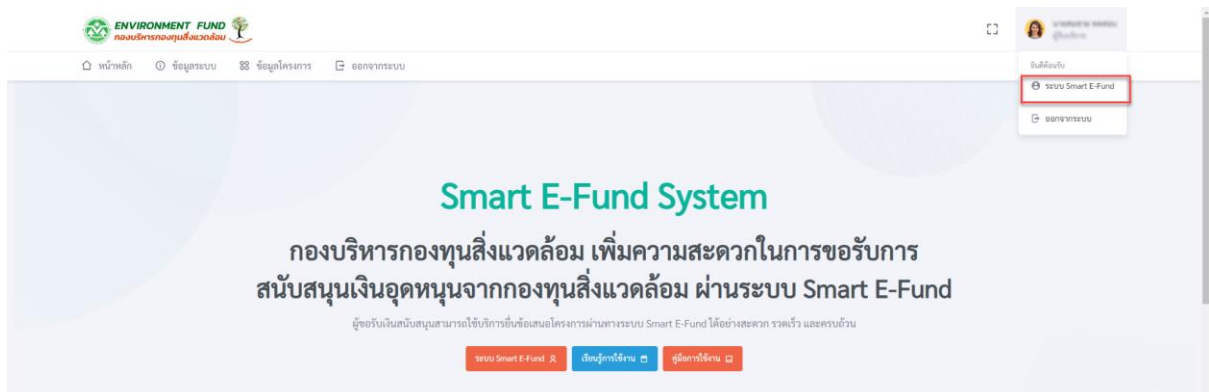 ENVIRONMENT FUND
กองบริหารกองทุนสิ่งแวดล้อม
หน้าหลัก ข้อมูลระบบ ข้อมูลโครงการ ออกจากระบบ
ยินดีต้อนรับ
ระบบ Smart E-Fund
ออกจากระบบ
Smart E-Fund System
กองบริหารกองทุนสิ่งแวดล้อม เพิ่มความสะดวกในการขอรับการ
สนับสนุนเงินอุดหนุนจากกองทุนสิ่งแวดล้อม ผ่านระบบ Smart E-Fund
ผู้ขอรับเงินสนับสนุนสามารถใช้บริการยื่นข้อเสนอโครงการผ่านทางระบบ Smart E-Fund ได้อย่างสะดวก รวดเร็ว และครบถ้วน
ระบบ Smart E-Fund เรียนรู้การใช้งาน คู่มือการใช้งาน